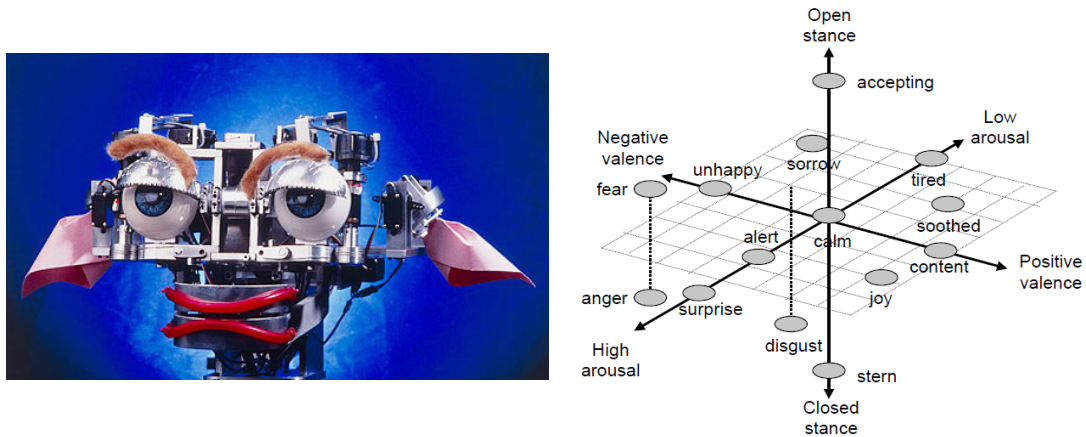 Open
stance
accepting
Low
arousal
Negative
valence
sorrow
unhappy
tired
fear
soothed
alert
calm
content
Positive
valence
anger
surprise
joy
High
arousal
disgust
stern
Closed
stance